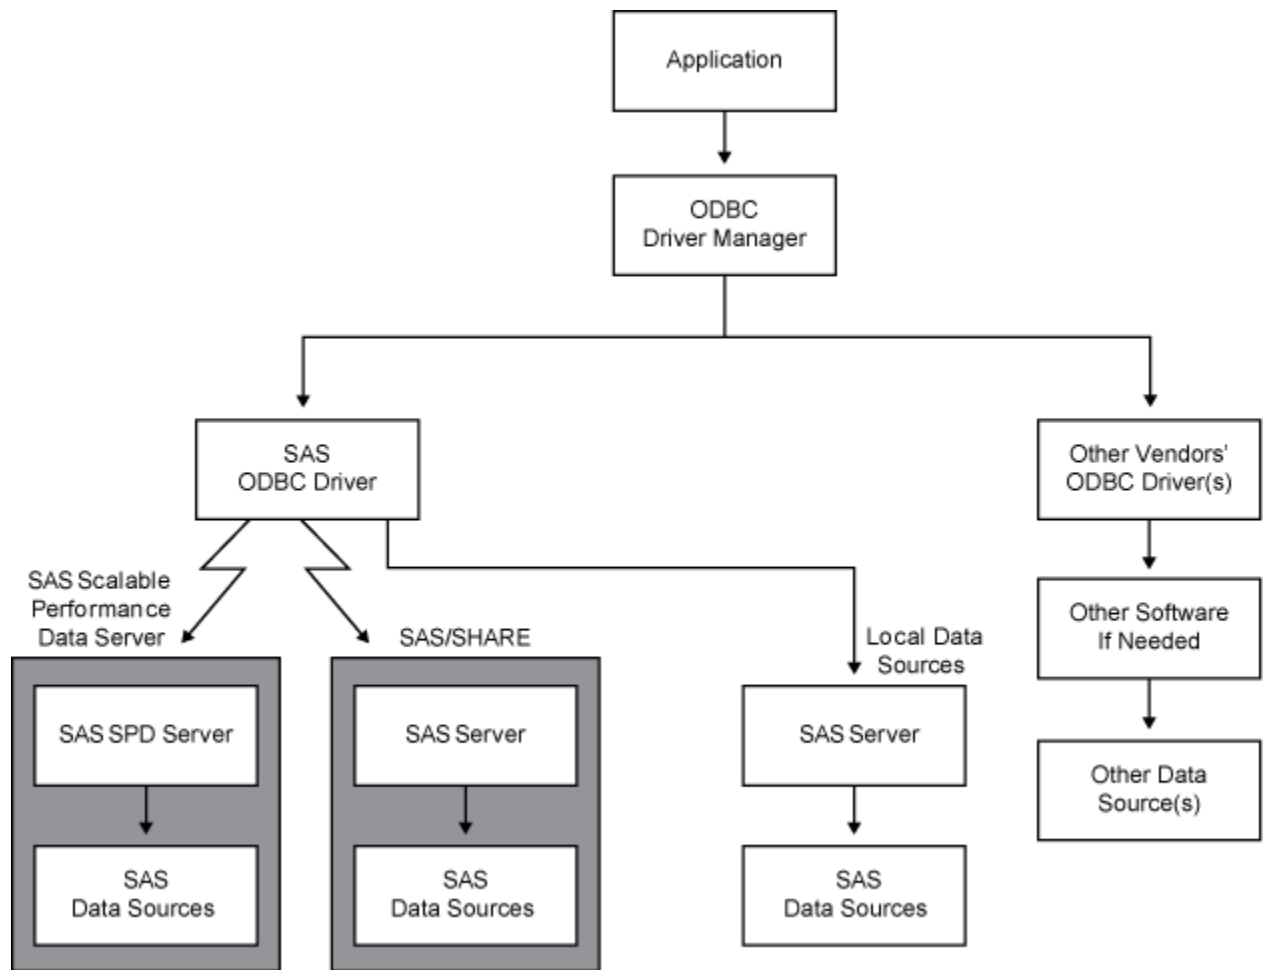 Application
ODBC
Driver Manager
SAS
ODBC Driver
Other Vendors'
ODBC Driver(s)
SAS Scalable
Performance
Data Server
SAS/SHARE
Local Data
Sources
Other Software
If Needed
SAS SPD Server
SAS Server
SAS Server
Other Data
Source(s)
SAS
Data Sources
SAS
Data Sources
SAS
Data Sources